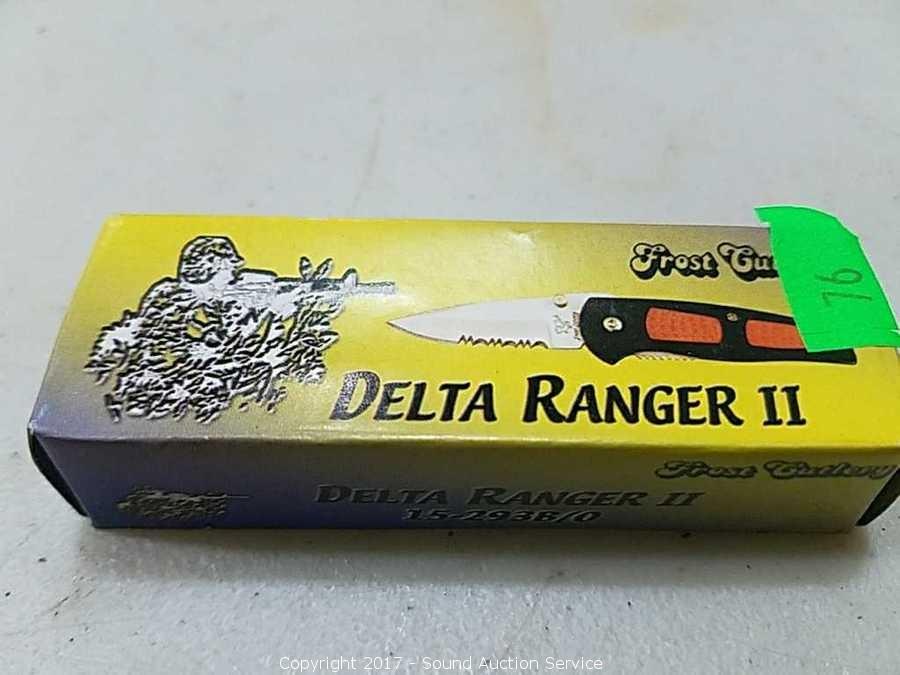 Frost Cut
76
DELTA RANGER II
Frost Cutlery
DELTA RANGER II
15-293B/O
Copyright 2017 - Sound Auction Service